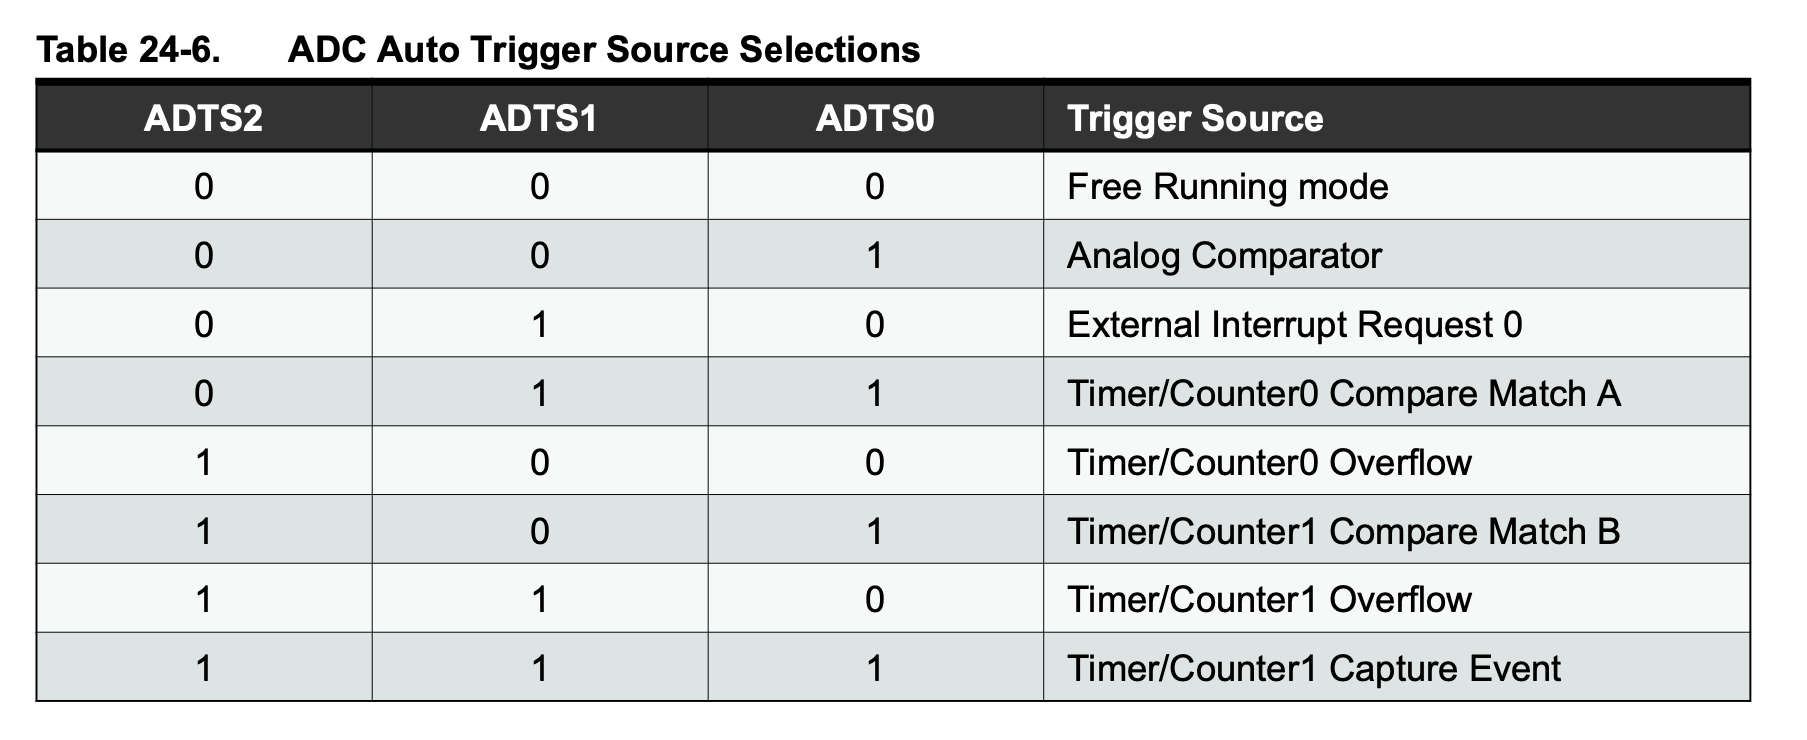 Table 24-6. ADC Auto Trigger Source Selections
ADTS2 ADTS1 ADTS0 Trigger Source
0 0 0 Free Running mode
0 0 1 Analog Comparator
0 1 0 External Interrupt Request 0
0 1 1 Timer/Counter0 Compare Match A
1 0 0 Timer/Counter0 Overflow
1 0 1 Timer/Counter1 Compare Match B
1 1 0 Timer/Counter1 Overflow
1 1 1 Timer/Counter1 Capture Event